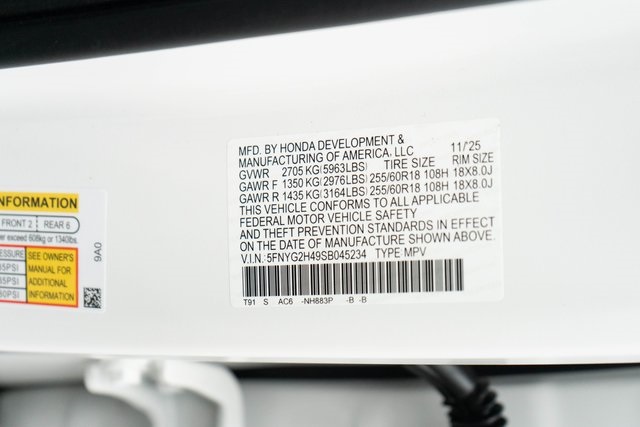 MFD. BY HONDA DEVELOPMENT &
MANUFACTURING OF AMERICA, LLC 11/'25
GVWR 2705 KG(5963LBS) TIRE SIZE RIM SIZE
GAWR F 1350 KG(2976LBS) 255/60R18 108H 18X8.0J
GAWR R 1435 KG(3164LBS) 255/60R18 108H 18X8.0J
THIS VEHICLE CONFORMS TO ALL APPLICABLE
FEDERAL MOTOR VEHICLE SAFETY
AND THEFT PREVENTION STANDARDS IN EFFECT
ON THE DATE OF MANUFACTURE SHOWN ABOVE.
V.I.N.:5FNYG2H49SB045234 TYPE MPV
T91 S AC6 -NH883P -B -B
INFORMATION
FRONT 2 REAR 6
exceed 608kg or 1340lbs.
SEE OWNER'S
MANUAL FOR
ADDITIONAL
INFORMATION
9A0